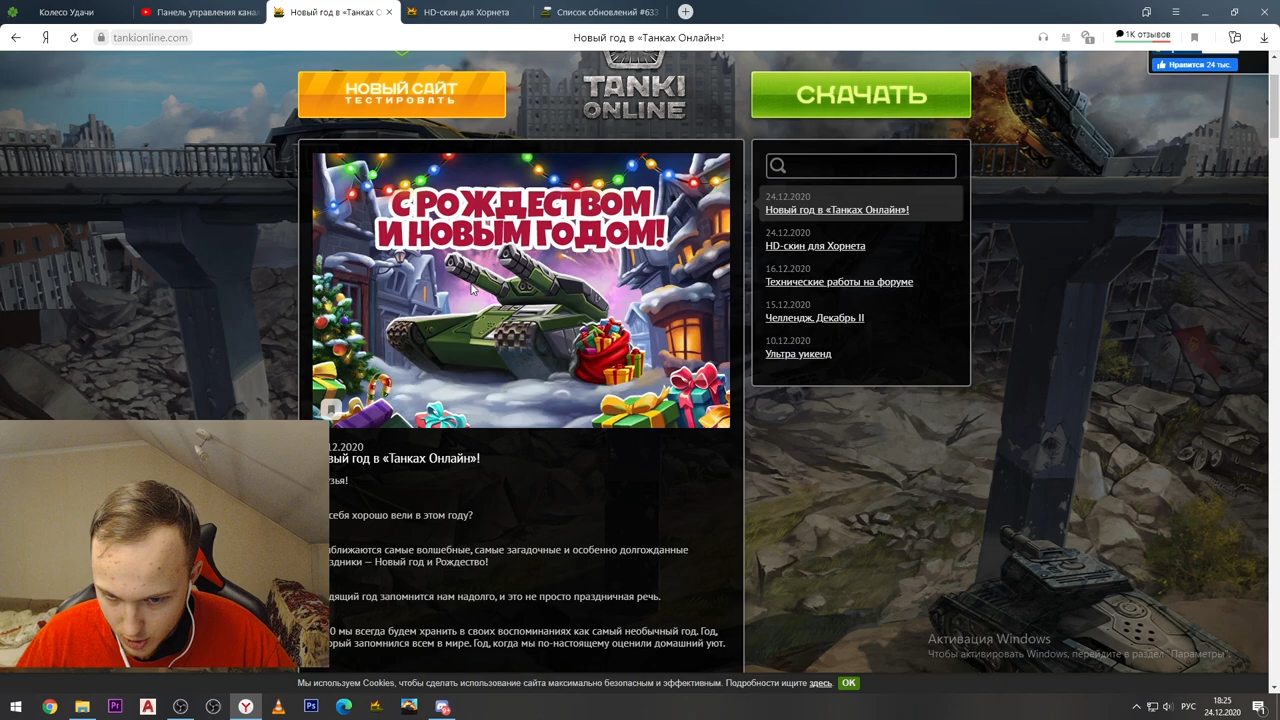 Колесо Удачи
Панель управления кана
Новый год в «Танках О
HD-скин для Хорнета
Список обновлений #633
tankionline.com
Новый год в «Танках Онлайн»!
1К отзывов
Нравится 24 тыс.
НОВЫЙ САЙТ
ТЕСТИРОВАТЬ
TANKI
ONLINE
СКАЧАТЬ
С РОЖДЕСТВОМ
И НОВЫМ ГОДОМ!
24.12.2020
Новый год в «Танках Онлайн»!
24.12.2020
HD-скин для Хорнета
16.12.2020
Технические работы на форуме
15.12.2020
Челлендж. Декабрь II
10.12.2020
Ультра уикенд
12.2020
вый год в «Танках Онлайн»!
узья!
себя хорошо вели в этом году?
ближаются самые волшебные, самые загадочные и особенно долгожданные
здники — Новый год и Рождество!
дящий год запомнится нам надолго, и это не просто праздничная речь.
0 мы всегда будем хранить в своих воспоминаниях как самый необычный год. Год,
орый запомнился всем в мире. Год, когда мы по-настоящему оценили домашний уют.
Активация Windows
Чтобы активировать Windows, перейдите в раздел "Параметры".
Мы используем Cookies, чтобы сделать использование сайта максимально безопасным и эффективным. Подробности ищите здесь OK
РУС
18:25
24.12.2020